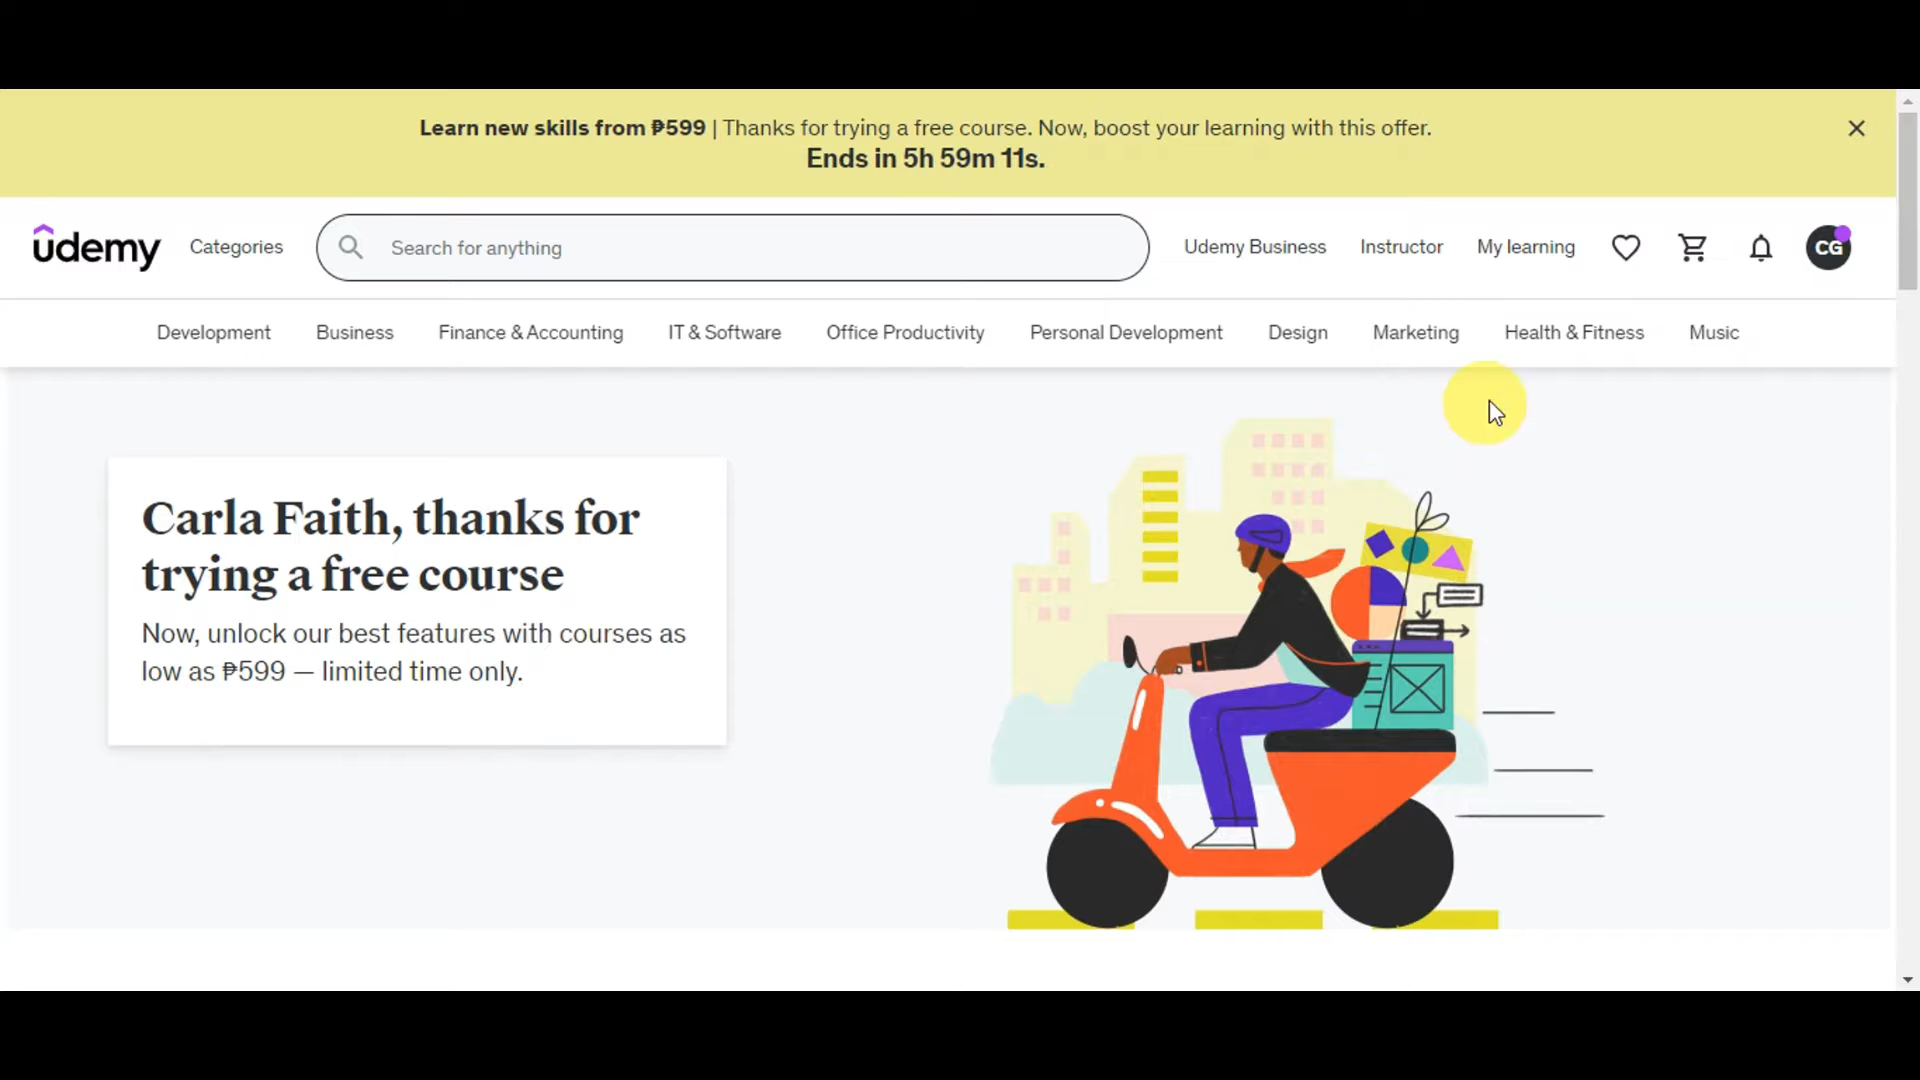 Learn new skills from ₱599 | Thanks for trying a free course. Now, boost your learning with this offer.
Ends in 5h 59m 11s.
ûdemy
Categories
Search for anything
Udemy Business
Instructor
My learning
CG
Development
Business
Finance & Accounting
IT & Software
Office Productivity
Personal Development
Design
Marketing
Health & Fitness
Music
Carla Faith, thanks for
trying a free course
Now, unlock our best features with courses as
low as ₱599 — limited time only.